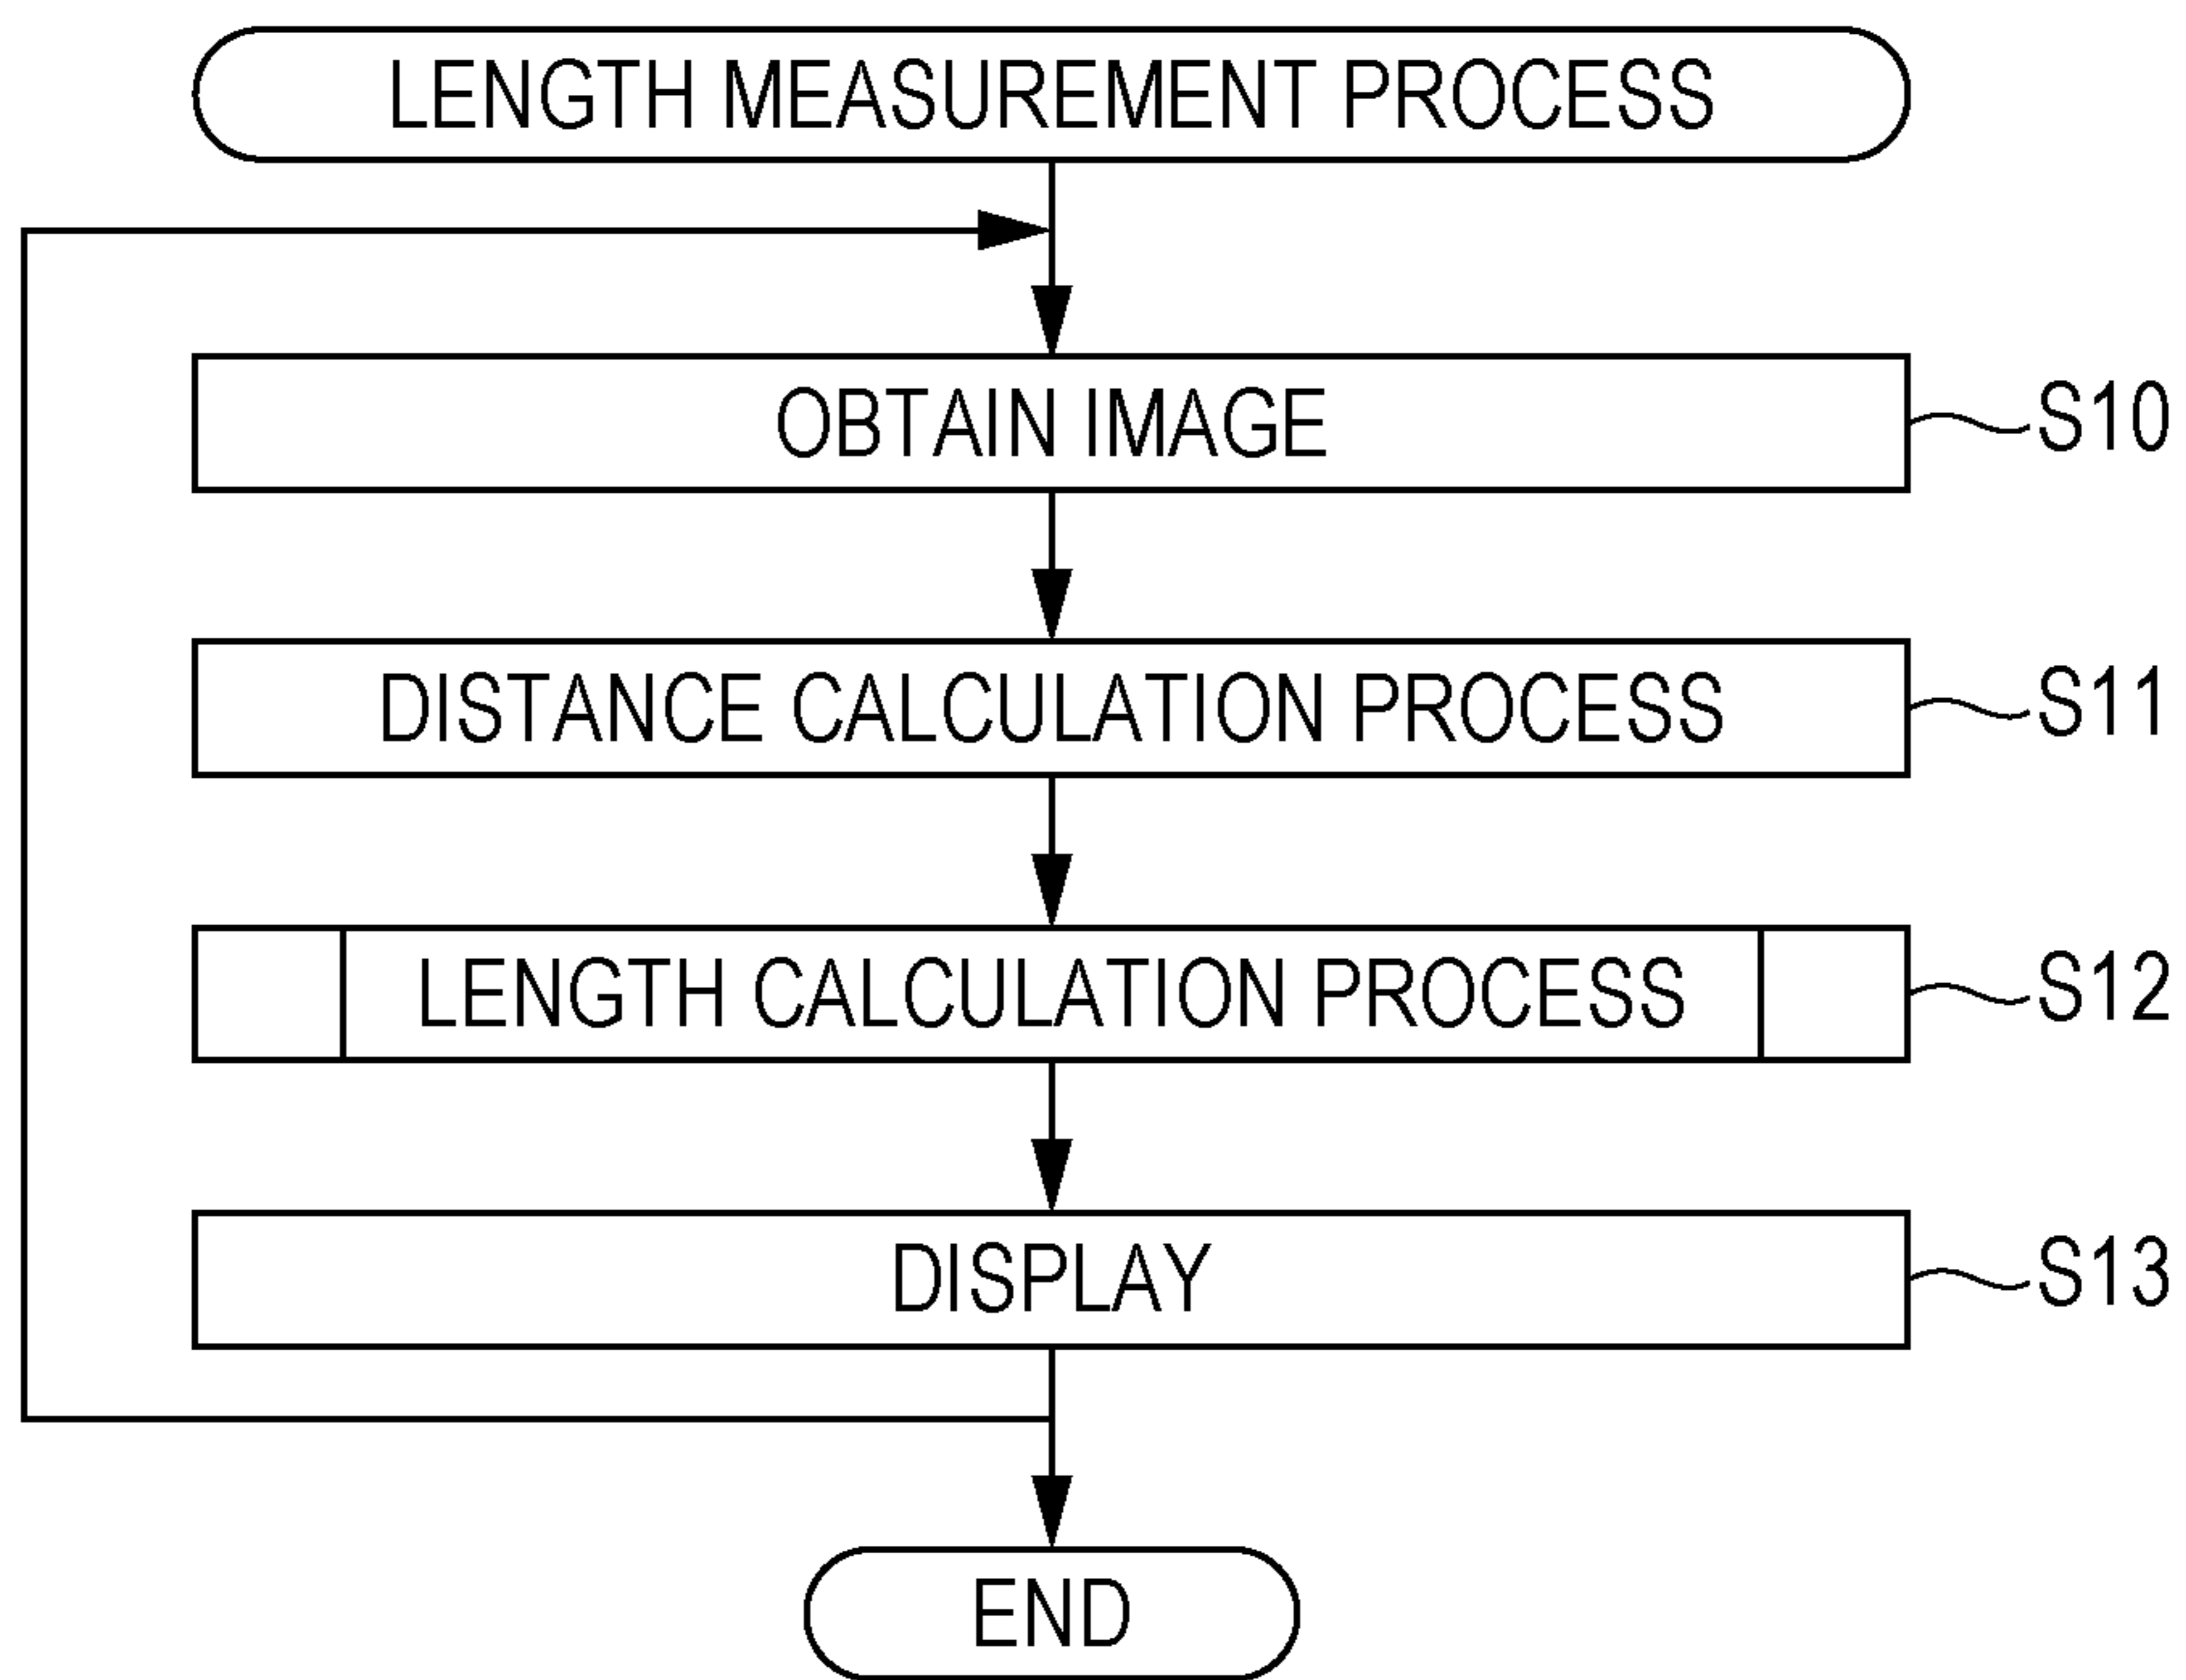 LENGTH MEASUREMENT PROCESS
OBTAIN IMAGE
S10
DISTANCE CALCULATION PROCESS
S11
LENGTH CALCULATION PROCESS
S12
DISPLAY
S13
END